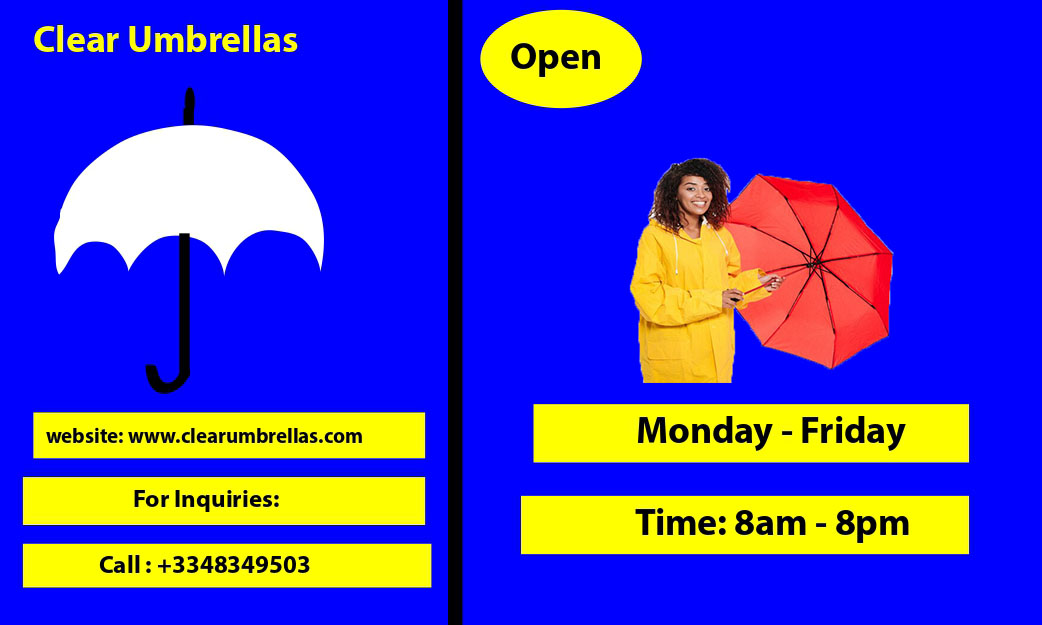 Clear Umbrellas
website: www.clearumbrellas.com
For Inquiries:
Call : +3348349503
Open
Monday - Friday
Time: 8am - 8pm